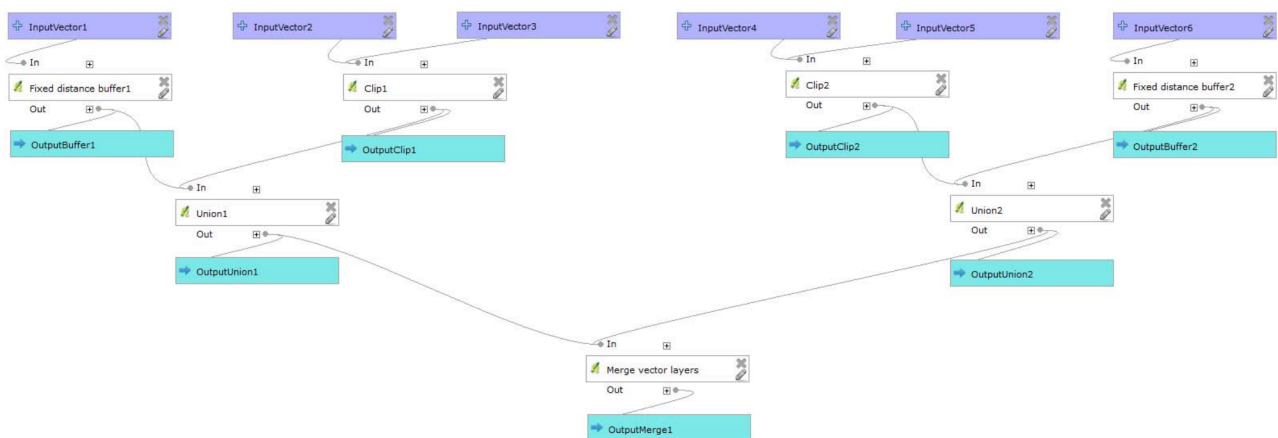 InputVector1
InputVector2
InputVector3
InputVector4
InputVector5
InputVector6
In
In
In
In
Fixed distance buffer1
Clip1
Clip2
Fixed distance buffer2
Out
Out
Out
Out
OutputBuffer1
OutputClip1
OutputClip2
OutputBuffer2
In
In
Union1
Union2
Out
Out
OutputUnion1
OutputUnion2
In
Merge vector layers
Out
OutputMerge1